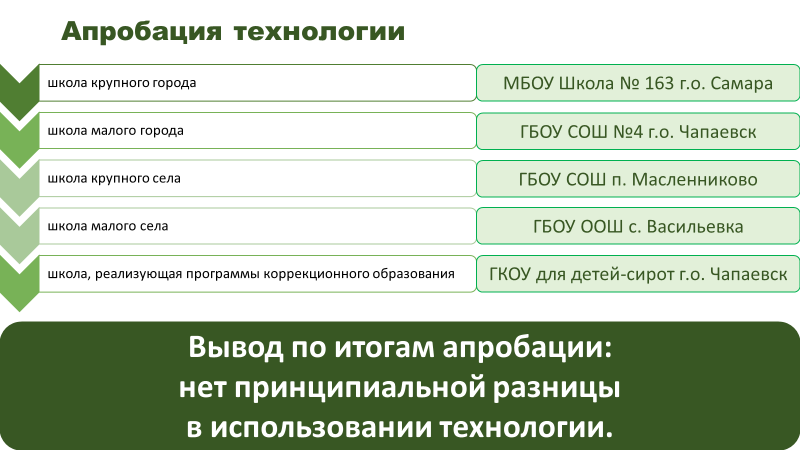 Апробация технологии
школа крупного города
МБОУ Школа № 163 г.о. Самара
школа малого города
ГБОУ СОШ №4 г.о. Чапаевск
школа крупного села
ГБОУ СОШ п. Масленниково
школа малого села
ГБОУ ООШ с. Васильевка
школа, реализующая программы коррекционного образования
ГКОУ для детей-сирот г.о. Чапаевск
Вывод по итогам апробации:
нет принципиальной разницы
в использовании технологии.